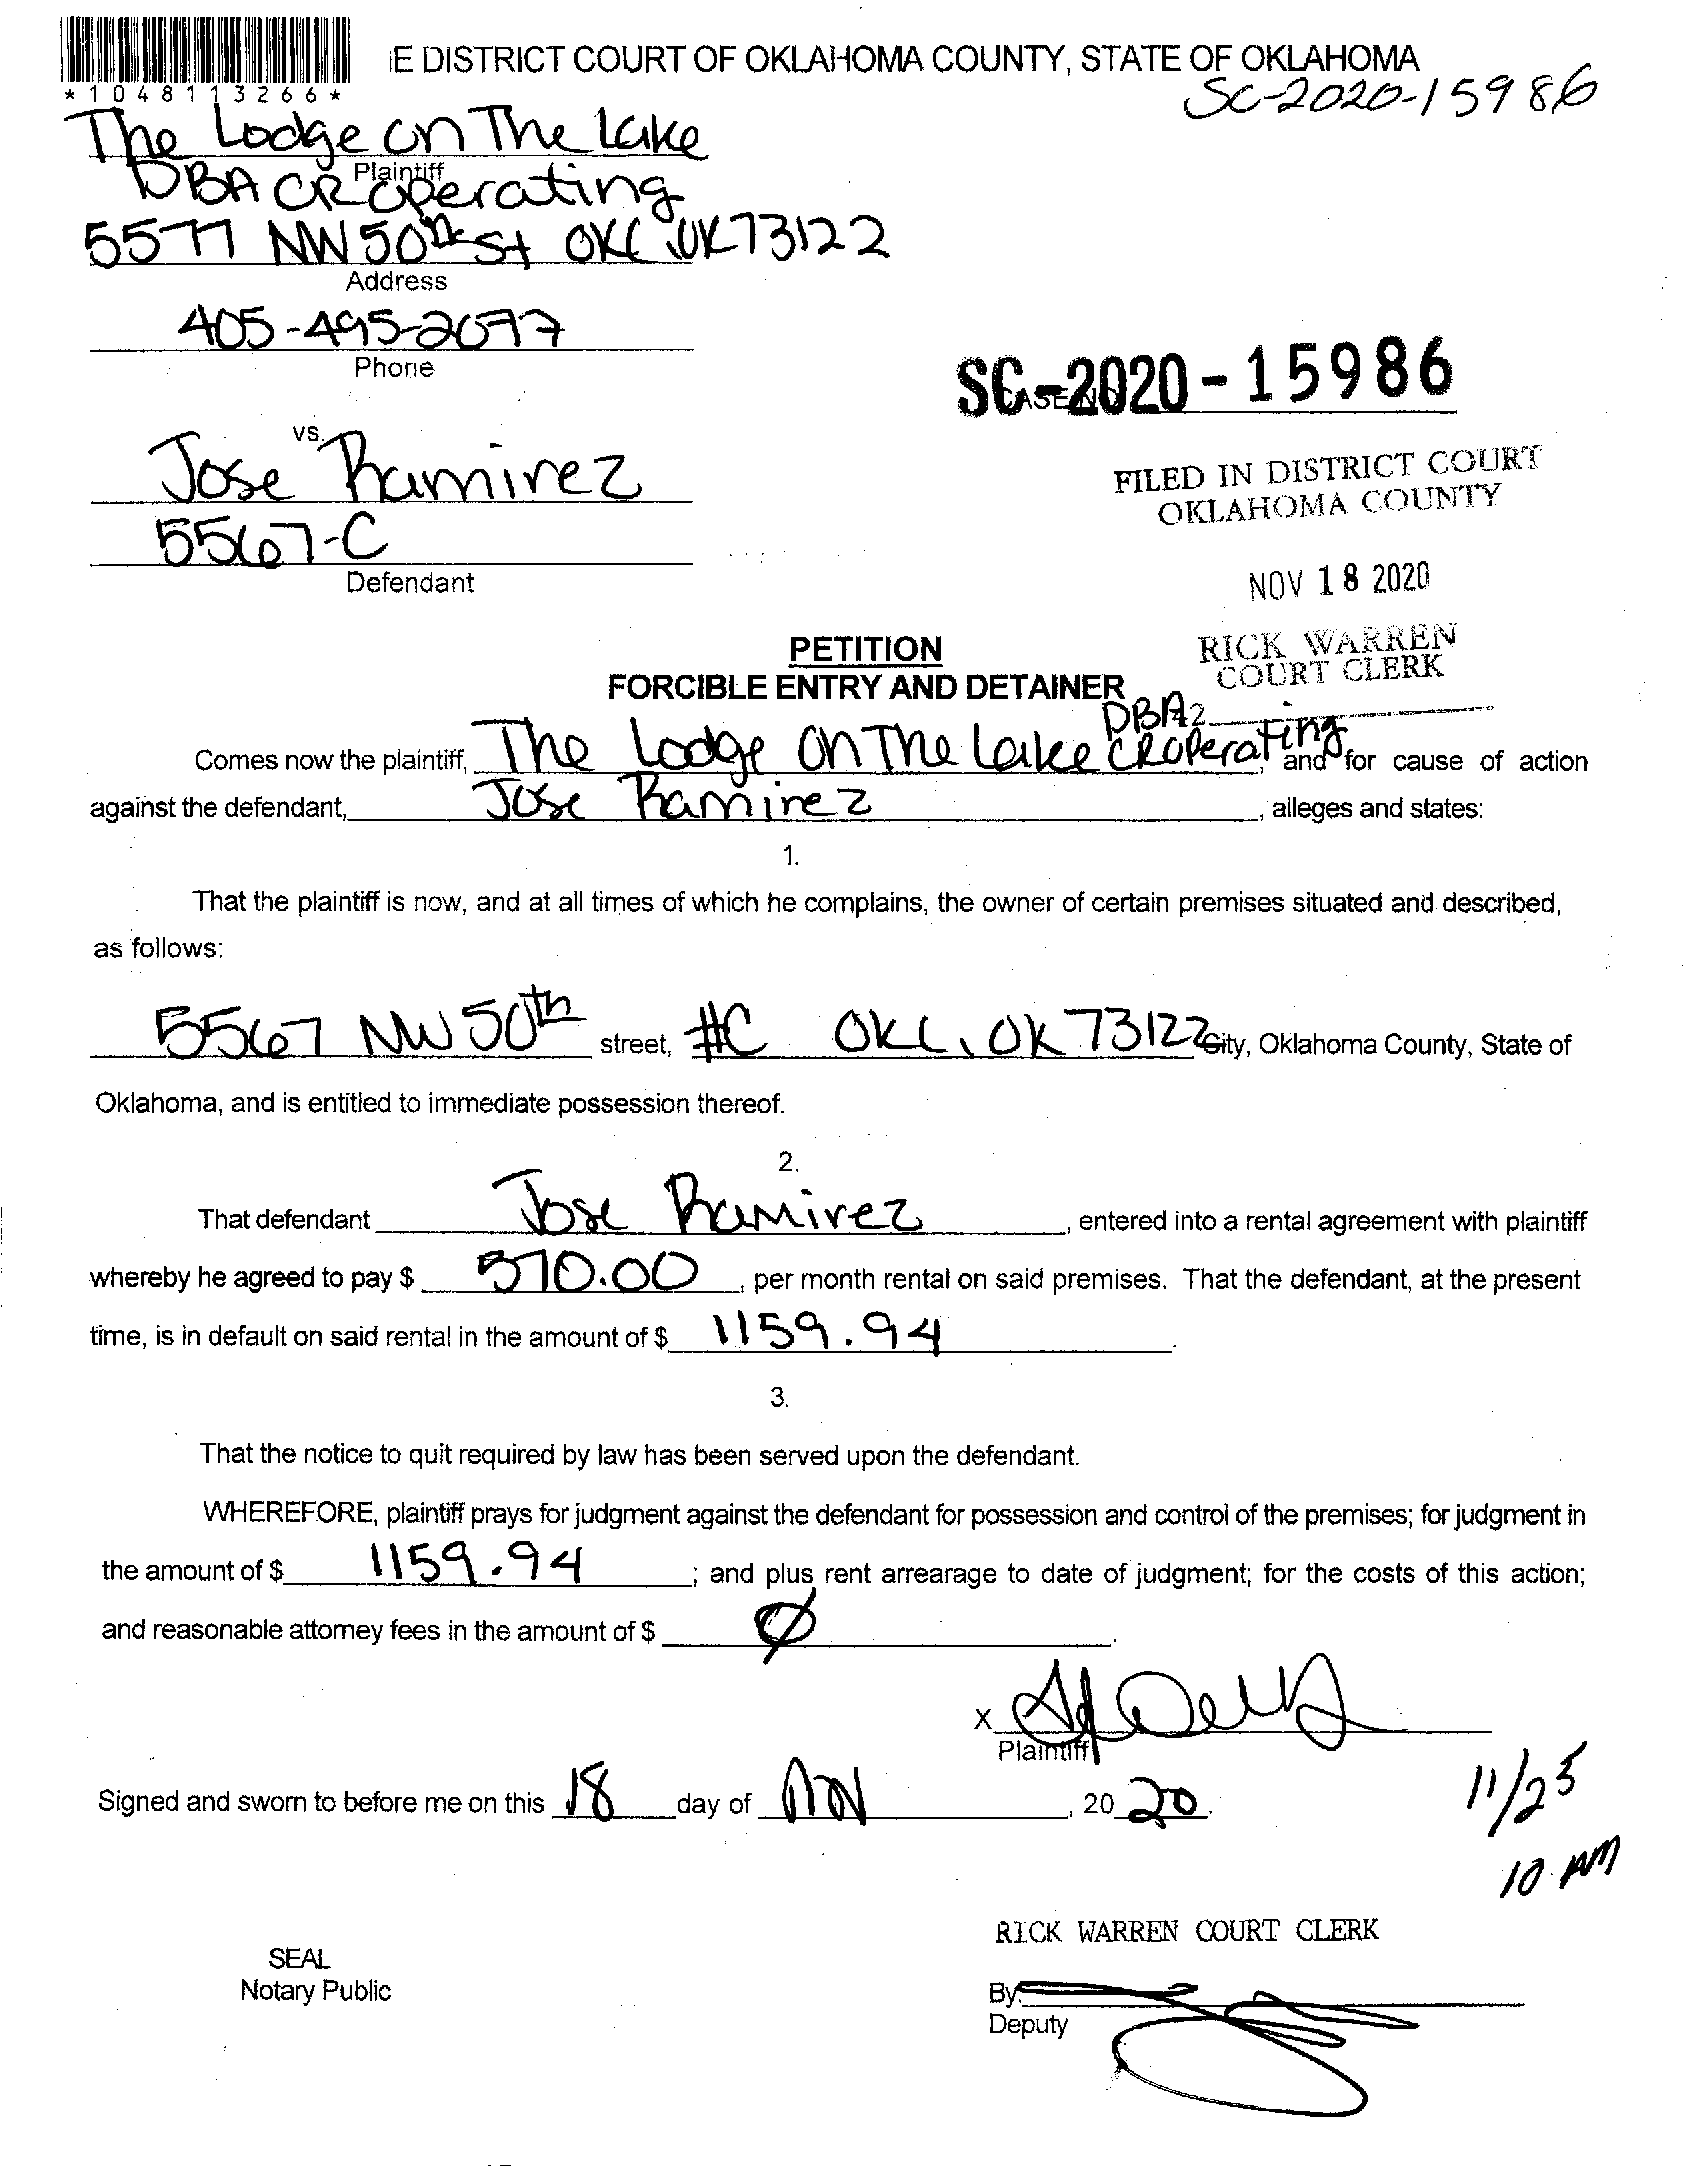 E DISTRICT COURT OF OKLAHOMA COUNTY, STATE OF OKLAHOMA
*1048113266*
SC-2020-15986
The Lodge on The Lake
Plaintiff
DBA CR Operating
5577 NW 50th St OKC OK 73122
Address
405-495-2077
Phone
SC-2020-15986
CASE NO
vs.
Jose Ramirez
5567-C
Defendant
FILED IN DISTRICT COURT
OKLAHOMA COUNTY
NOV 18 2020
RICK WARREN
COURT CLERK
PETITION
FORCIBLE ENTRY AND DETAINER
Comes now the plaintiff, The Lodge on The Lake DBA CR Operating, and for cause of action
against the defendant, Jose Ramirez, alleges and states:
1.
That the plaintiff is now, and at all times of which he complains, the owner of certain premises situated and described,
as follows:
5567 NW 50th street, #C OKC, OK 73122 City, Oklahoma County, State of
Oklahoma, and is entitled to immediate possession thereof.
2.
That defendant Jose Ramirez, entered into a rental agreement with plaintiff
whereby he agreed to pay $ 570.00, per month rental on said premises. That the defendant, at the present
time, is in default on said rental in the amount of $ 1159.94.
3.
That the notice to quit required by law has been served upon the defendant.
WHEREFORE, plaintiff prays for judgment against the defendant for possession and control of the premises; for judgment in
the amount of $ 1159.94; and plus rent arrearage to date of judgment; for the costs of this action;
and reasonable attorney fees in the amount of $ Ø.
X
Plaintiff
Signed and sworn to before me on this 18 day of NOV, 20 20.
11/25
10 AM
RICK WARREN COURT CLERK
SEAL
Notary Public
By:
Deputy